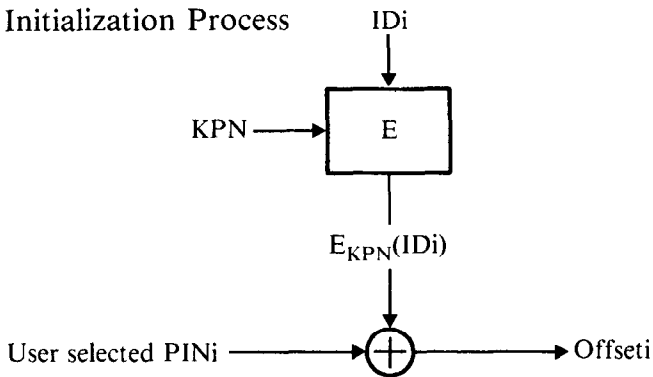 Initialization Process
IDi
KPN
E
E_KPN(IDi)
User selected PINi
Offseti